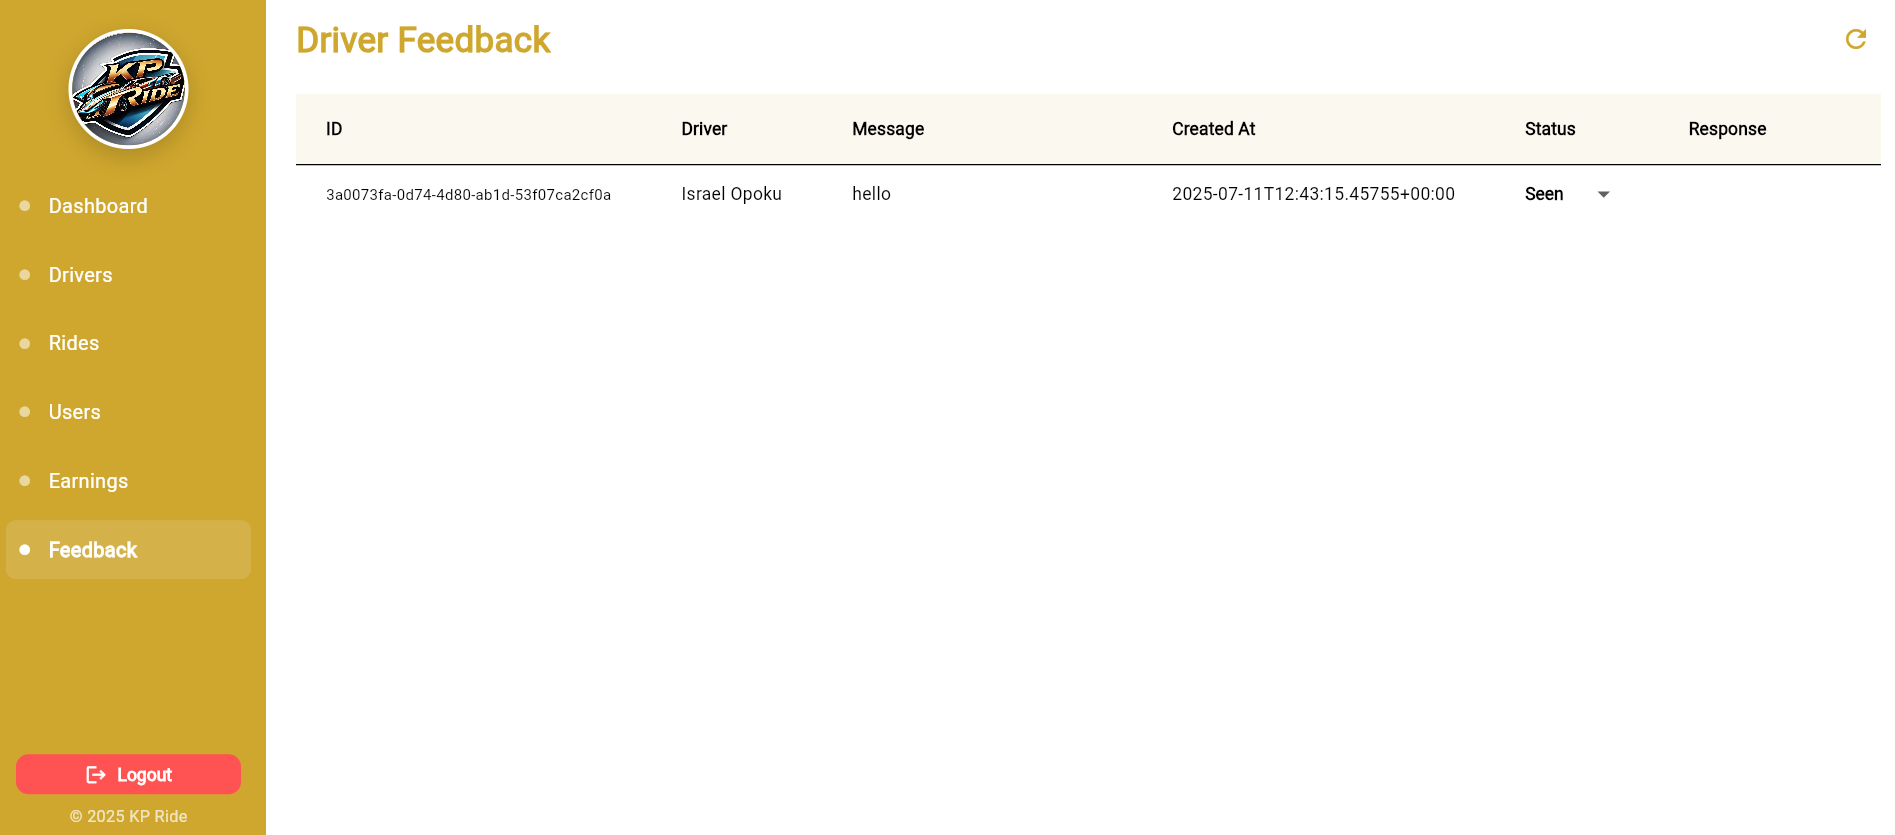 KP
RIDE
Dashboard
Drivers
Rides
Users
Earnings
Feedback
Logout
© 2025 KP Ride
Driver Feedback
ID Driver Message Created At Status Response
3a0073fa-0d74-4d80-ab1d-53f07ca2cf0a Israel Opoku hello 2025-07-11T12:43:15.45755+00:00 Seen